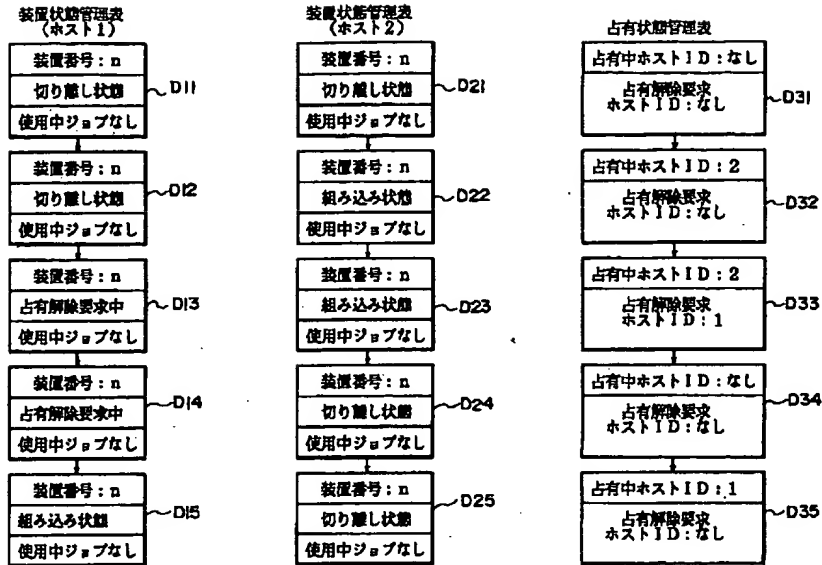 装置状態管理表
(ホスト1)
装置番号:n
切り離し状態
使用中ジョブなし
D11
装置番号:n
切り離し状態
使用中ジョブなし
D12
装置番号:n
占有解除要求中
使用中ジョブなし
D13
装置番号:n
占有解除要求中
使用中ジョブなし
D14
装置番号:n
組み込み状態
使用中ジョブなし
D15
装置状態管理表
(ホスト2)
装置番号:n
切り離し状態
使用中ジョブなし
D21
装置番号:n
組み込み状態
使用中ジョブなし
D22
装置番号:n
組み込み状態
使用中ジョブなし
D23
装置番号:n
切り離し状態
使用中ジョブなし
D24
装置番号:n
切り離し状態
使用中ジョブなし
D25
占有状態管理表
占有中ホストID:なし
占有解除要求
ホストID:なし
D31
占有中ホストID:2
占有解除要求
ホストID:なし
D32
占有中ホストID:2
占有解除要求
ホストID:1
D33
占有中ホストID:なし
占有解除要求
ホストID:なし
D34
占有中ホストID:1
占有解除要求
ホストID:なし
D35